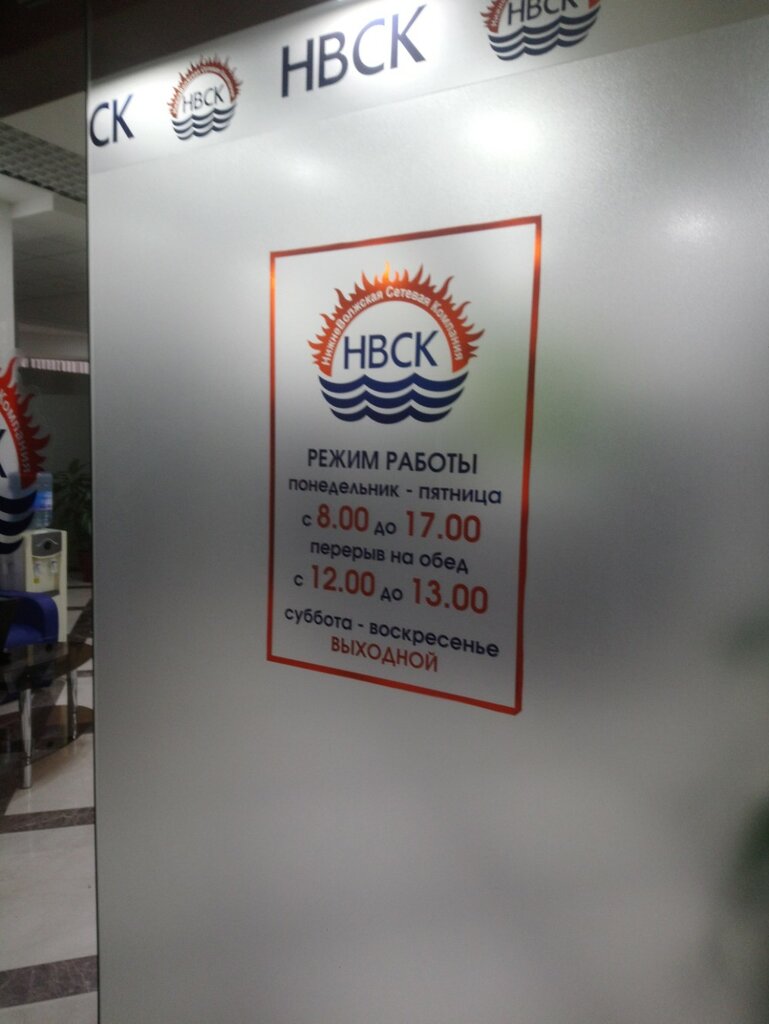 СК
НВСК
НВСК
НВСК
НижнеВолжская Сетевая Компания
НВСК
РЕЖИМ РАБОТЫ
понедельник - пятница
с 8.00 до 17.00
перерыв на обед
с 12.00 до 13.00
суббота - воскресенье
ВЫХОДНОЙ
Компания
К